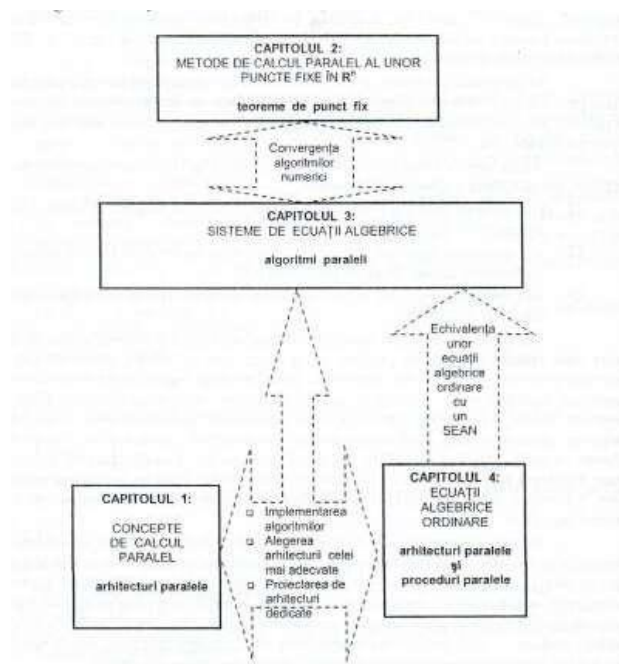 CAPITOLUL 2:
METODE DE CALCUL PARALEL AL UNOR
PUNCTE FIXE ÎN Rⁿ
teoreme de punct fix
Convergența
algoritmilor
numerici
CAPITOLUL 3:
SISTEME DE ECUAȚII ALGEBRICE
algoritmi paraleli
Echivalența
unor
ecuații
algebrice
ordinare
cu
un
SEAN
CAPITOLUL 1:
CONCEPTE
DE CALCUL
PARALEL
arhitecturi paralele
Implementarea
algoritmilor
Alegerea
arhitecturii celei
mai adecvate
Proiectarea de
arhitecturi
dedicate
CAPITOLUL 4:
ECUAȚII
ALGEBRICE
ORDINARE
arhitecturi paralele
și
proceduri paralele